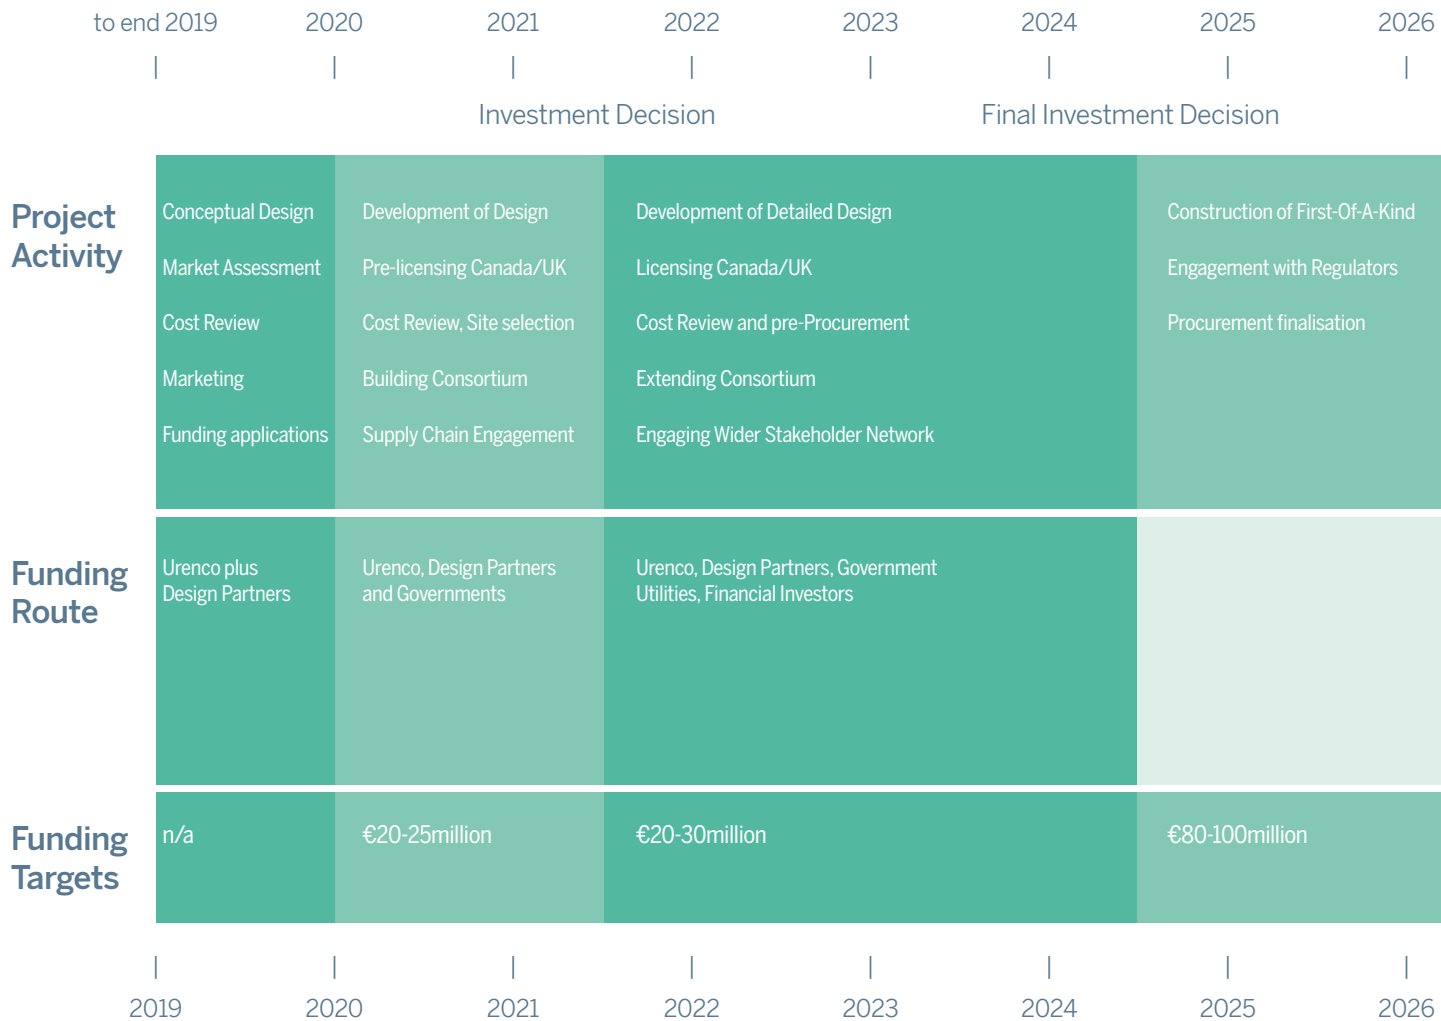 to end 2019 2020 2021 2022 2023 2024 2025 2026
Investment Decision Final Investment Decision
Project
Activity
Conceptual Design
Market Assessment
Cost Review
Marketing
Funding applications
Development of Design
Pre-licensing Canada/UK
Cost Review, Site selection
Building Consortium
Supply Chain Engagement
Development of Detailed Design
Licensing Canada/UK
Cost Review and pre-Procurement
Extending Consortium
Engaging Wider Stakeholder Network
Construction of First-Of-A-Kind
Engagement with Regulators
Procurement finalisation
Funding
Route
Urenco plus
Design Partners
Urenco, Design Partners
and Governments
Urenco, Design Partners, Government
Utilities, Financial Investors
Funding
Targets
n/a
€20-25million
€20-30million
€80-100million
2019 2020 2021 2022 2023 2024 2025 2026